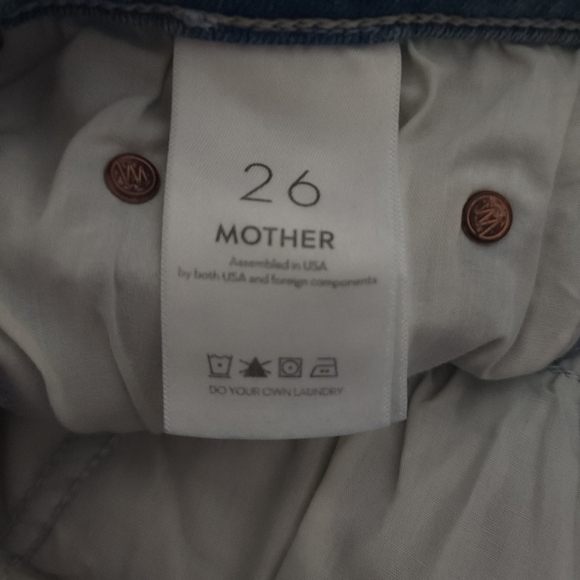 26
MOTHER
Assembled in USA
by both USA and foreign components
DO YOUR OWN LAUNDRY